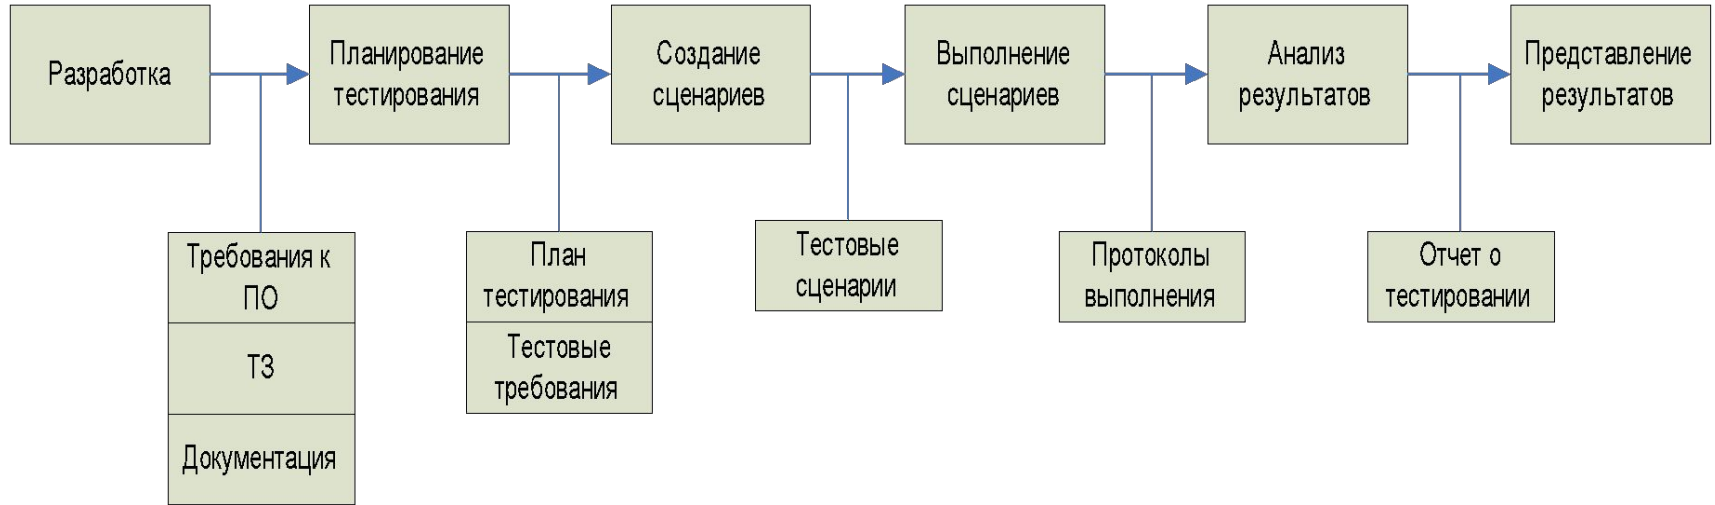 Разработка
Планирование
тестирования
Создание
сценариев
Выполнение
сценариев
Анализ
результатов
Представление
результатов
Требования к
ПО
ТЗ
Документация
План
тестирования
Тестовые
требования
Тестовые
сценарии
Протоколы
выполнения
Отчет о
тестировании